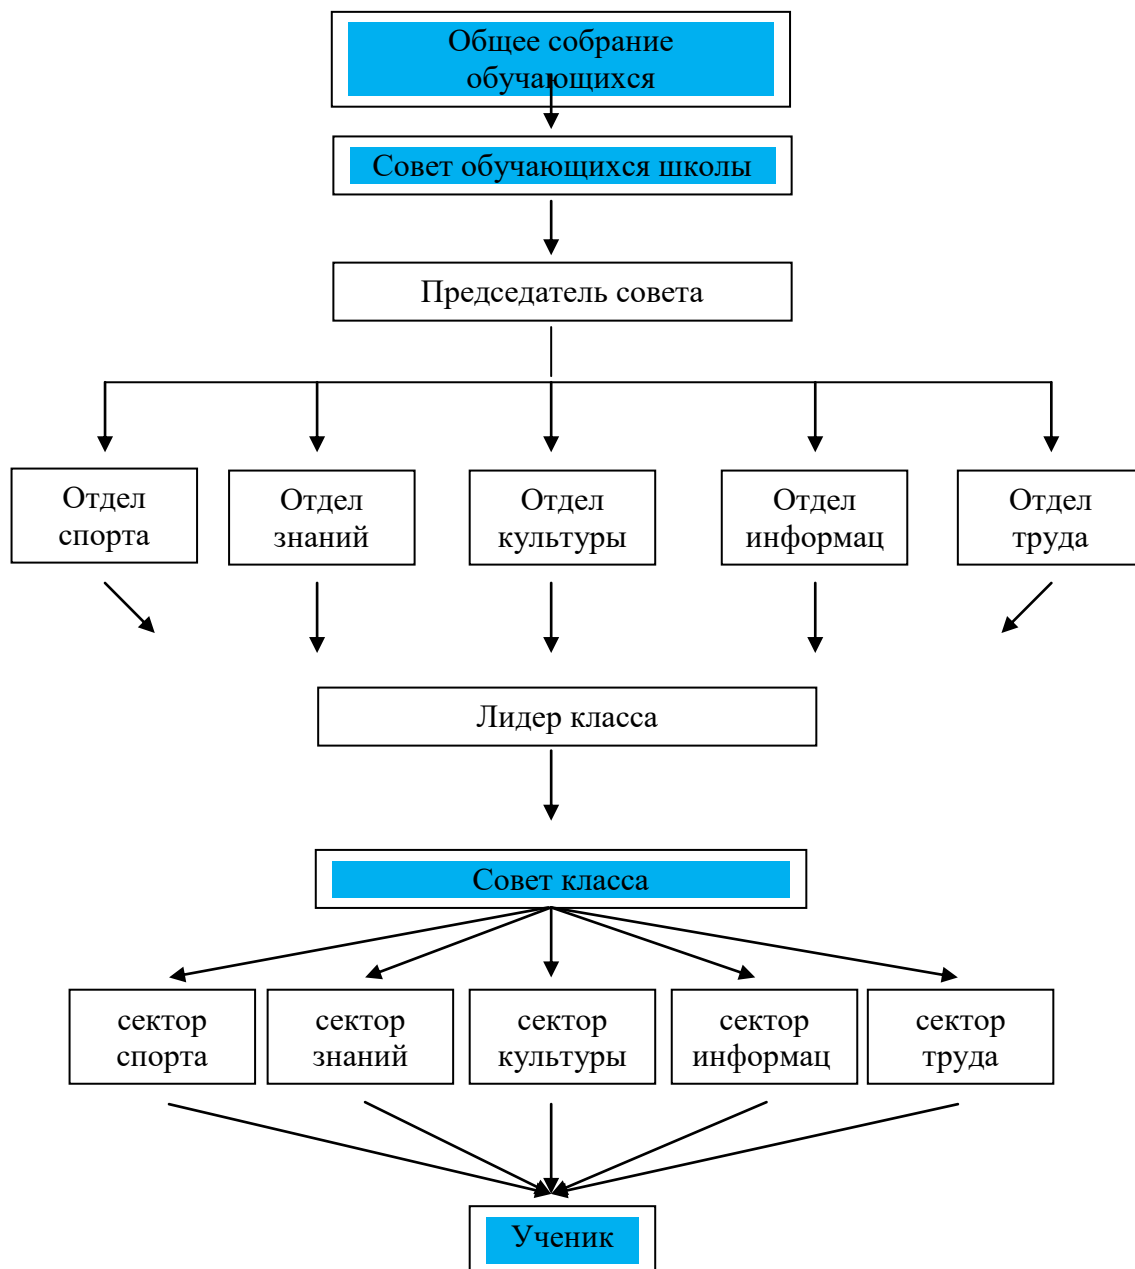 Общее собрание
обучающихся
Совет обучающихся школы
Председатель совета
Отдел
спорта
Отдел
знаний
Отдел
культуры
Отдел
информац
Отдел
труда
Лидер класса
Совет класса
сектор
спорта
сектор
знаний
сектор
культуры
сектор
информац
сектор
труда
Ученик